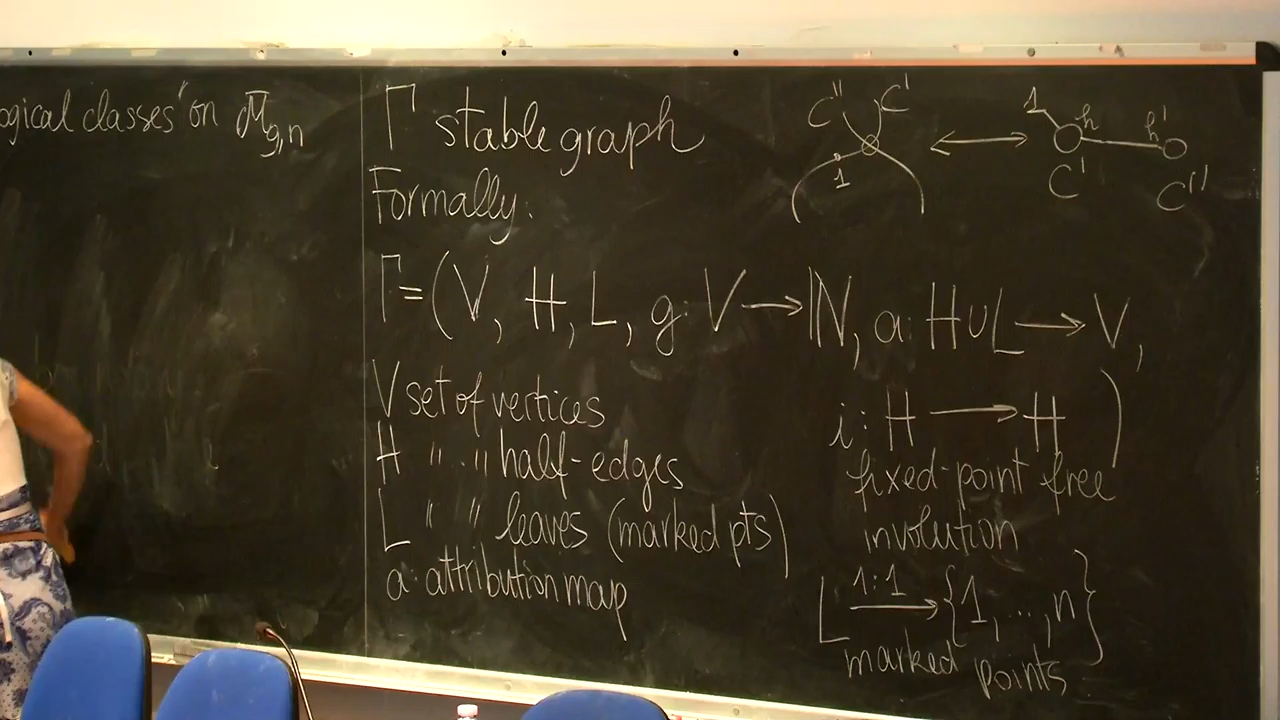 ogical classes" on M̄g,n
Γ stable graph
Formally:
Γ = (V, H, L, g: V → ℕ, a: H ∪ L → V,
i: H → H )
fixed-point free
involution
L 1:1 → {1, ..., n}
marked points
V set of vertices
H " " half-edges
L " " leaves (marked pts)
a: attribution map
C'' C'
1
1 h h'
C' C''